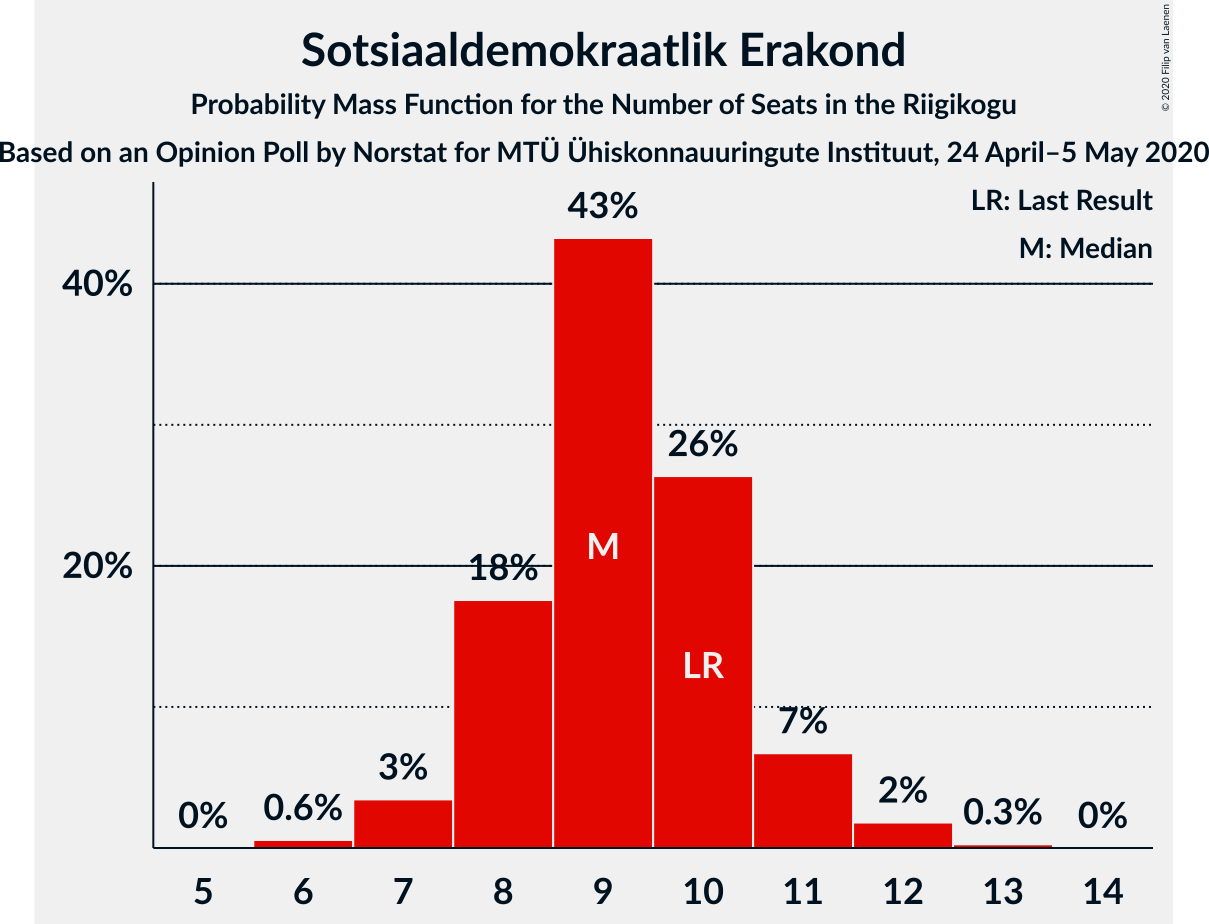 Sotsiaaldemokraatlik Erakond
Probability Mass Function for the Number of Seats in the Riigikogu
Based on an Opinion Poll by Norstat for MTÜ Ühiskonnauuringute Instituut, 24 April–5 May 2020
© 2020 Filip van Laenen
LR: Last Result
M: Median
43%
40%
26%
M
20%
18%
LR
7%
3%
2%
0.6%
0.3%
0%
0%
5 6 7 8 9 10 11 12 13 14